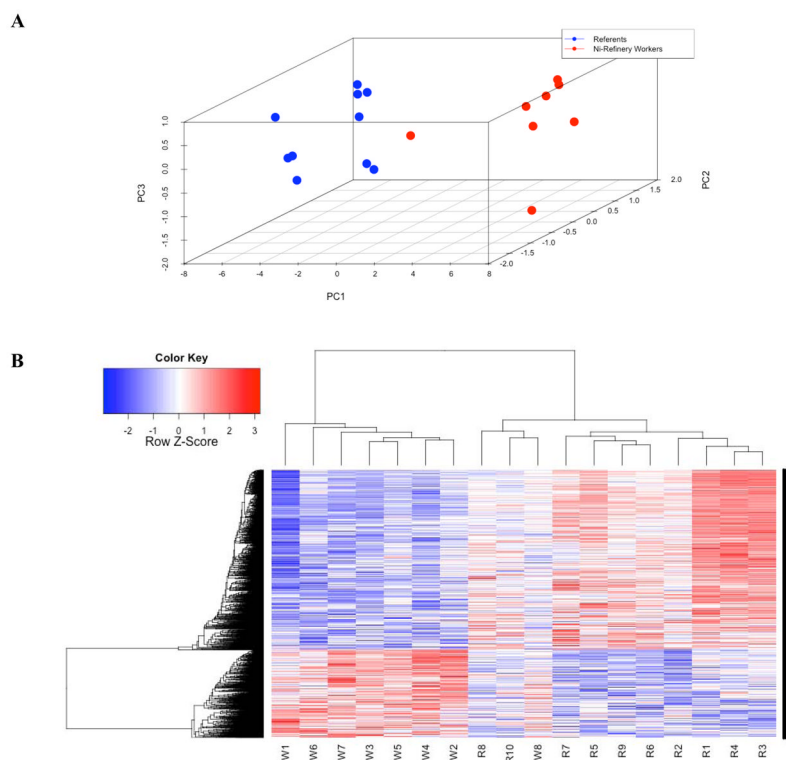 A
Referents
Ni-Refinery Workers
1.0
0.5
0.0
-0.5
-1.0
-1.5
-2.0
PC3
-8 -6 -4 -2 0 2 4 6 8
PC1
-2.0
-1.5
-1.0
-0.5
0.0
0.5
1.0
1.5
2.0
PC2
B
Color Key
-2 -1 0 1 2 3
Row Z-Score
W1 W6 W7 W3 W5 W4 W2 R8 R10 W8 R7 R5 R9 R6 R2 R1 R4 R3